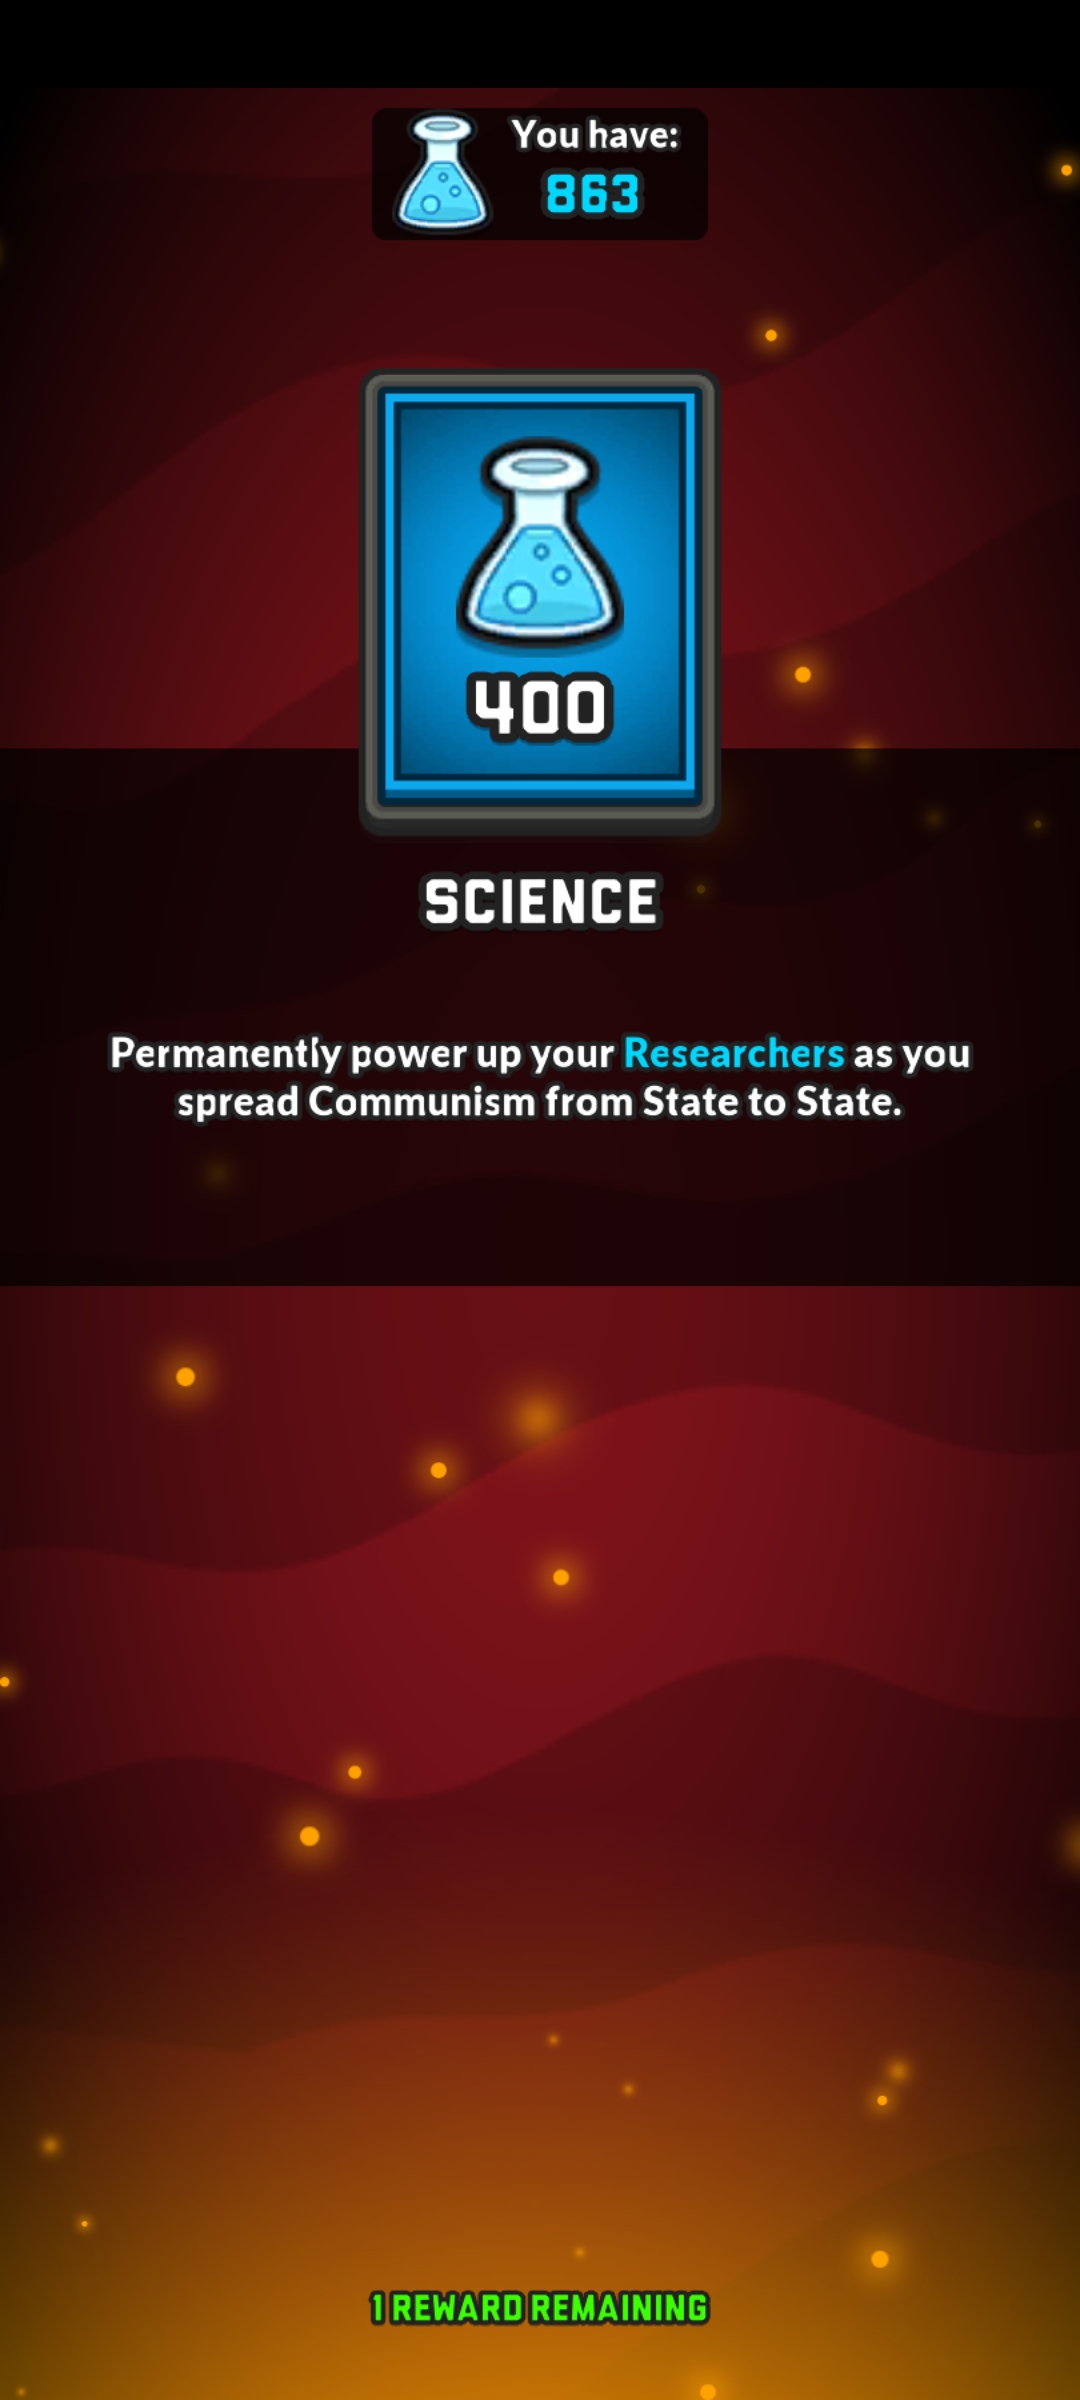 You have:
863
400
SCIENCE
Permanently power up your Researchers as you
spread Communism from State to State.
1 REWARD REMAINING